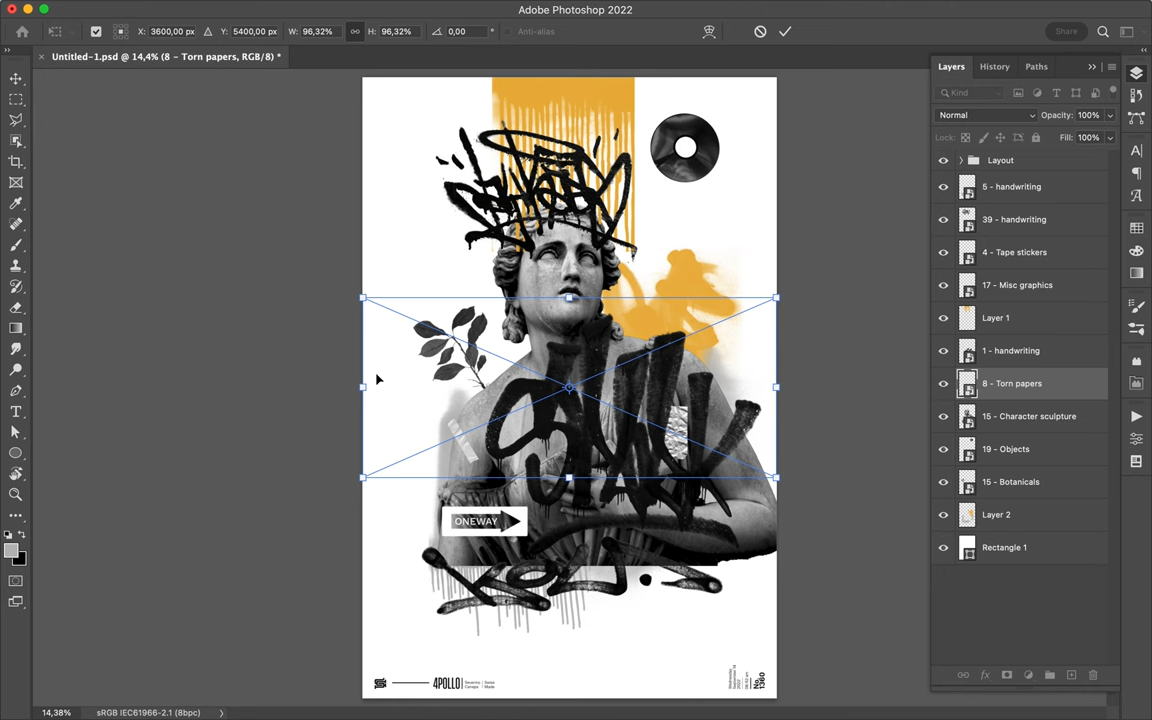 Adobe Photoshop 2022
X: 3600,00 px Y: 5400,00 px W: 96,32% H: 96,32% 0,00 ° Anti-alias Share
Untitled-1.psd @ 14,4% (8 - Torn papers, RGB/8) *
Layers History Paths
Kind
Normal Opacity: 100%
Lock: Fill: 100%
Layout
5 - handwriting
39 - handwriting
4 - Tape stickers
17 - Misc graphics
Layer 1
1 - handwriting
8 - Torn papers
15 - Character sculpture
19 - Objects
15 - Botanicals
Layer 2
Rectangle 1
ONEWAY
4POLLO
No. 1360
14,38% sRGB IEC61966-2.1 (8bpc)